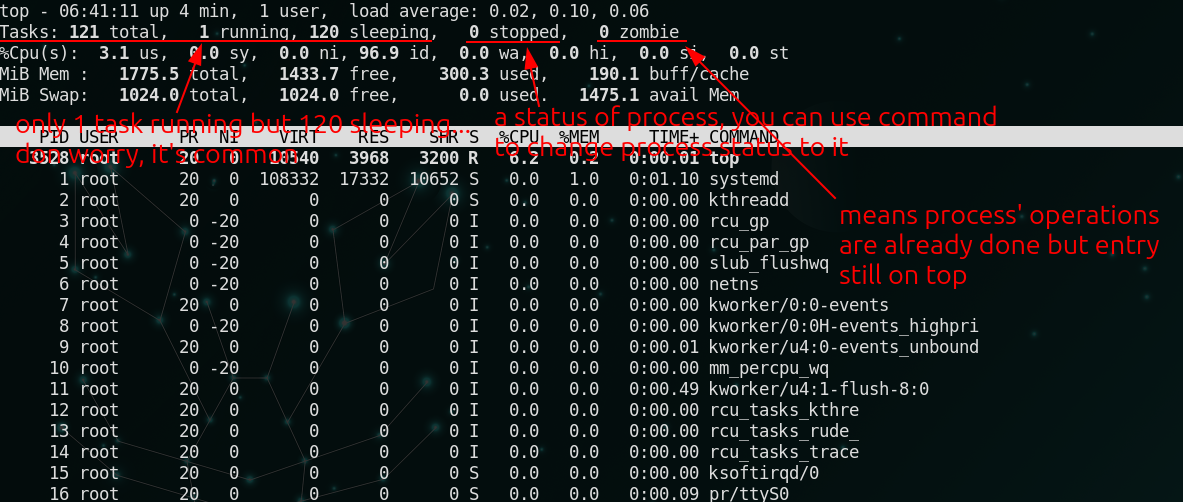 top - 06:41:11 up 4 min,  1 user,  load average: 0.02, 0.10, 0.06
Tasks: 121 total,   1 running, 120 sleeping,   0 stopped,   0 zombie
%Cpu(s):  3.1 us,  0.0 sy,  0.0 ni, 96.9 id,  0.0 wa,  0.0 hi,  0.0 si,  0.0 st
MiB Mem :   1775.5 total,   1433.7 free,    300.3 used,    190.1 buff/cache
MiB Swap:   1024.0 total,   1024.0 free,      0.0 used.   1475.1 avail Mem
only 1 task running but 120 sleeping...
don't worry, it's common
a status of process, you can use command
to change process status to it
PID USER      PR  NI    VIRT    RES    SHR S  %CPU  %MEM     TIME+ COMMAND
3528 root      20   0   10540   3968   3200 R   6.2   0.2   0:00.01 top
1 root      20   0  108332  17332  10652 S   0.0   1.0   0:01.10 systemd
2 root      20   0       0      0      0 S   0.0   0.0   0:00.00 kthreadd
3 root       0 -20       0      0      0 I   0.0   0.0   0:00.00 rcu_gp
4 root       0 -20       0      0      0 I   0.0   0.0   0:00.00 rcu_par_gp
5 root       0 -20       0      0      0 I   0.0   0.0   0:00.00 slub_flushwq
6 root       0 -20       0      0      0 I   0.0   0.0   0:00.00 netns
means process' operations
are already done but entry
still on top
7 root      20   0       0      0      0 I   0.0   0.0   0:00.00 kworker/0:0-events
8 root       0 -20       0      0      0 I   0.0   0.0   0:00.00 kworker/0:0H-events_highpri
9 root      20   0       0      0      0 I   0.0   0.0   0:00.01 kworker/u4:0-events_unbound
10 root       0 -20       0      0      0 I   0.0   0.0   0:00.00 mm_percpu_wq
11 root      20   0       0      0      0 I   0.0   0.0   0:00.49 kworker/u4:1-flush-8:0
12 root      20   0       0      0      0 I   0.0   0.0   0:00.00 rcu_tasks_kthre
13 root      20   0       0      0      0 I   0.0   0.0   0:00.00 rcu_tasks_rude_
14 root      20   0       0      0      0 I   0.0   0.0   0:00.00 rcu_tasks_trace
15 root      20   0       0      0      0 S   0.0   0.0   0:00.00 ksoftirqd/0
16 root      20   0       0      0      0 S   0.0   0.0   0:00.09 pr/ttyS0